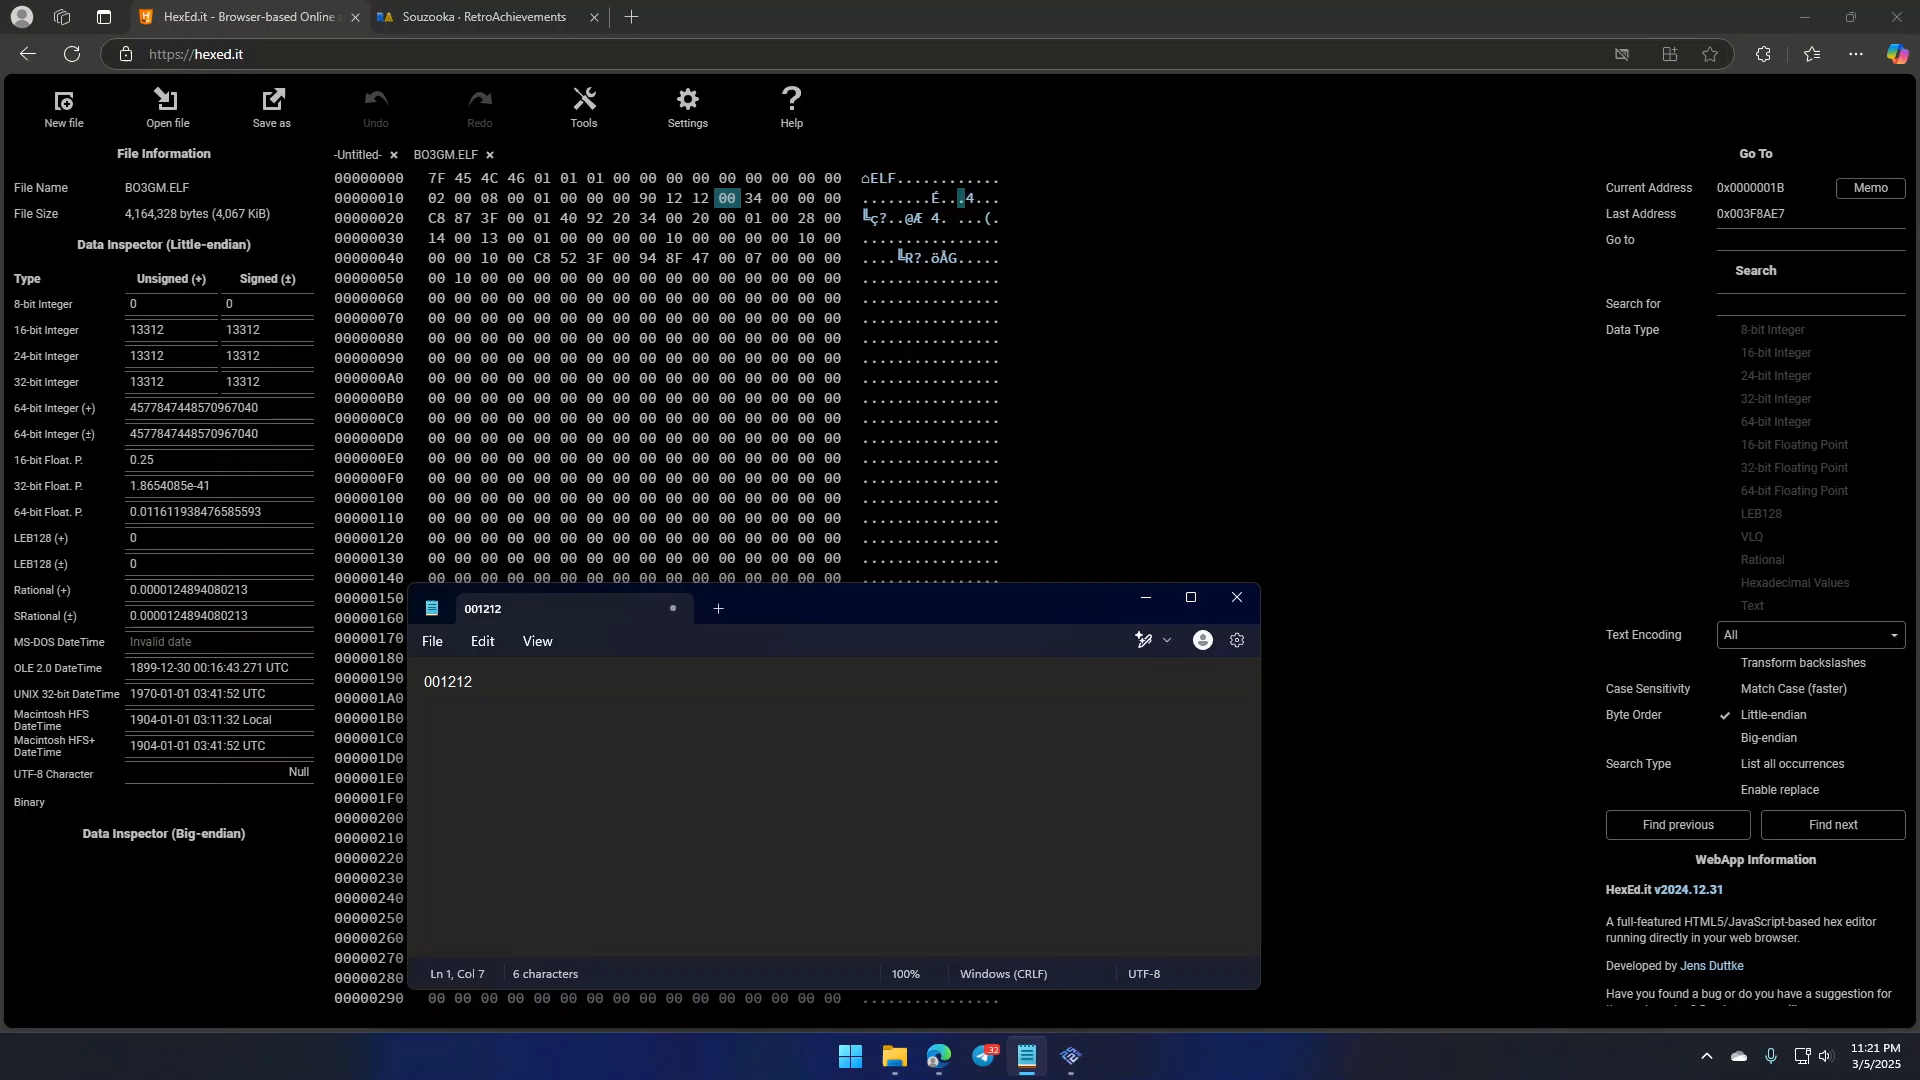 HexEd.it - Browser-based Online a
Souzooka · RetroAchievements
https://hexed.it
New file
Open file
Save as
Undo
Redo
Tools
Settings
Help
File Information
File Name BO3GM.ELF
File Size 4,164,328 bytes (4,067 KiB)
Data Inspector (Little-endian)
Type Unsigned (+) Signed (±)
8-bit Integer 0 0
16-bit Integer 13312 13312
24-bit Integer 13312 13312
32-bit Integer 13312 13312
64-bit Integer (+) 4577847448570967040
64-bit Integer (±) 4577847448570967040
16-bit Float. P. 0.25
32-bit Float. P. 1.8654085e-41
64-bit Float. P. 0.011611938476585593
LEB128 (+) 0
LEB128 (±) 0
Rational (+) 0.0000124894080213
SRational (±) 0.0000124894080213
MS-DOS DateTime Invalid date
OLE 2.0 DateTime 1899-12-30 00:16:43.271 UTC
UNIX 32-bit DateTime 1970-01-01 03:41:52 UTC
Macintosh HFS DateTime 1904-01-01 03:11:32 Local
Macintosh HFS+ DateTime 1904-01-01 03:41:52 UTC
UTF-8 Character Null
Binary
Data Inspector (Big-endian)
-Untitled- × BO3GM.ELF ×
00000000 7F 45 4C 46 01 01 01 00 00 00 00 00 00 00 00 00 ⌂ELF............
00000010 02 00 08 00 01 00 00 00 90 12 12 00 34 00 00 00 ........É...4...
00000020 C8 87 3F 00 01 40 92 20 34 00 20 00 01 00 28 00 ╚ç?..@Æ 4. ...(.
00000030 14 00 13 00 01 00 00 00 00 10 00 00 00 00 10 00 ................
00000040 00 00 10 00 C8 52 3F 00 94 8F 47 00 07 00 00 00 ....╚R?.öÅG.....
00000050 00 10 00 00 00 00 00 00 00 00 00 00 00 00 00 00 ................
00000060 00 00 00 00 00 00 00 00 00 00 00 00 00 00 00 00 ................
00000070 00 00 00 00 00 00 00 00 00 00 00 00 00 00 00 00 ................
00000080 00 00 00 00 00 00 00 00 00 00 00 00 00 00 00 00 ................
00000090 00 00 00 00 00 00 00 00 00 00 00 00 00 00 00 00 ................
000000A0 00 00 00 00 00 00 00 00 00 00 00 00 00 00 00 00 ................
000000B0 00 00 00 00 00 00 00 00 00 00 00 00 00 00 00 00 ................
000000C0 00 00 00 00 00 00 00 00 00 00 00 00 00 00 00 00 ................
000000D0 00 00 00 00 00 00 00 00 00 00 00 00 00 00 00 00 ................
000000E0 00 00 00 00 00 00 00 00 00 00 00 00 00 00 00 00 ................
000000F0 00 00 00 00 00 00 00 00 00 00 00 00 00 00 00 00 ................
00000100 00 00 00 00 00 00 00 00 00 00 00 00 00 00 00 00 ................
00000110 00 00 00 00 00 00 00 00 00 00 00 00 00 00 00 00 ................
00000120 00 00 00 00 00 00 00 00 00 00 00 00 00 00 00 00 ................
00000130 00 00 00 00 00 00 00 00 00 00 00 00 00 00 00 00 ................
00000140 00 00 00 00 00 00 00 00 00 00 00 00 00 00 00 00 ................
00000150
00000160
00000170
00000180
00000190
000001A0
000001B0
000001C0
000001D0
000001E0
000001F0
00000200
00000210
00000220
00000230
00000240
00000250
00000260
00000270
00000280
00000290 00 00 00 00 00 00 00 00 00 00 00 00 00 00 00 00 ................
001212
File Edit View
001212
Ln 1, Col 7 6 characters 100% Windows (CRLF) UTF-8
Go To
Current Address 0x0000001B Memo
Last Address 0x003F8AE7
Go to
Search
Search for
Data Type 8-bit Integer
16-bit Integer
24-bit Integer
32-bit Integer
64-bit Integer
16-bit Floating Point
32-bit Floating Point
64-bit Floating Point
LEB128
VLQ
Rational
Hexadecimal Values
Text
Text Encoding All
Transform backslashes
Case Sensitivity Match Case (faster)
Byte Order Little-endian
Big-endian
Search Type List all occurrences
Enable replace
Find previous Find next
WebApp Information
HexEd.it v2024.12.31
A full-featured HTML5/JavaScript-based hex editor
running directly in your web browser.
Developed by Jens Duttke
Have you found a bug or do you have a suggestion for
32
11:21 PM
3/5/2025